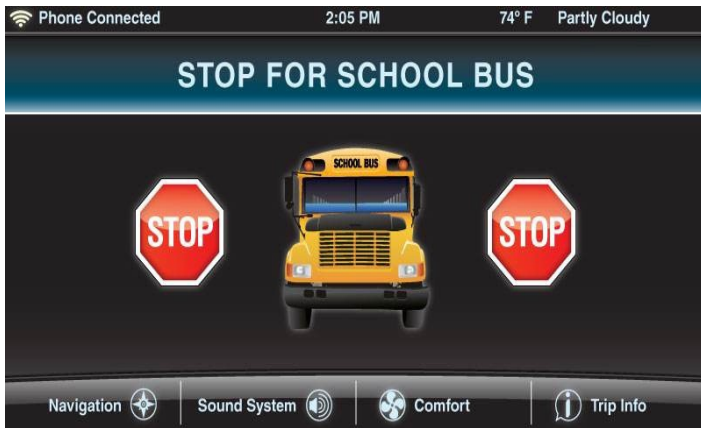 Phone Connected 2:05 PM 74° F Partly Cloudy
STOP FOR SCHOOL BUS
SCHOOL BUS
STOP STOP
Navigation Sound System Comfort Trip Info